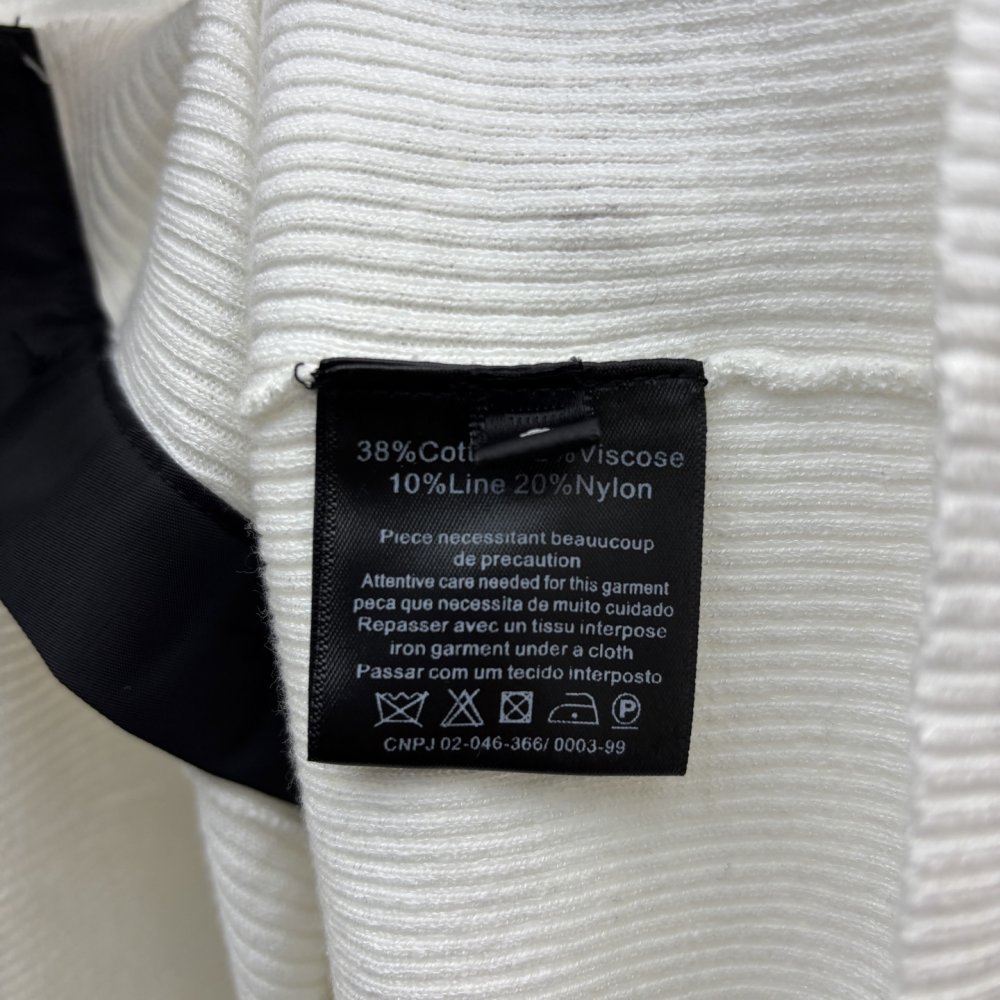 38%Cot Viscose
10%Line 20%Nylon
Piece necessitant beauucoup
de precaution
Attentive care needed for this garment
peca que necessita de muito cuidado
Repasser avec un tissu interpose
iron garment under a cloth
Passar com um tecido interposto
P
CNPJ 02-046-366/ 0003-99